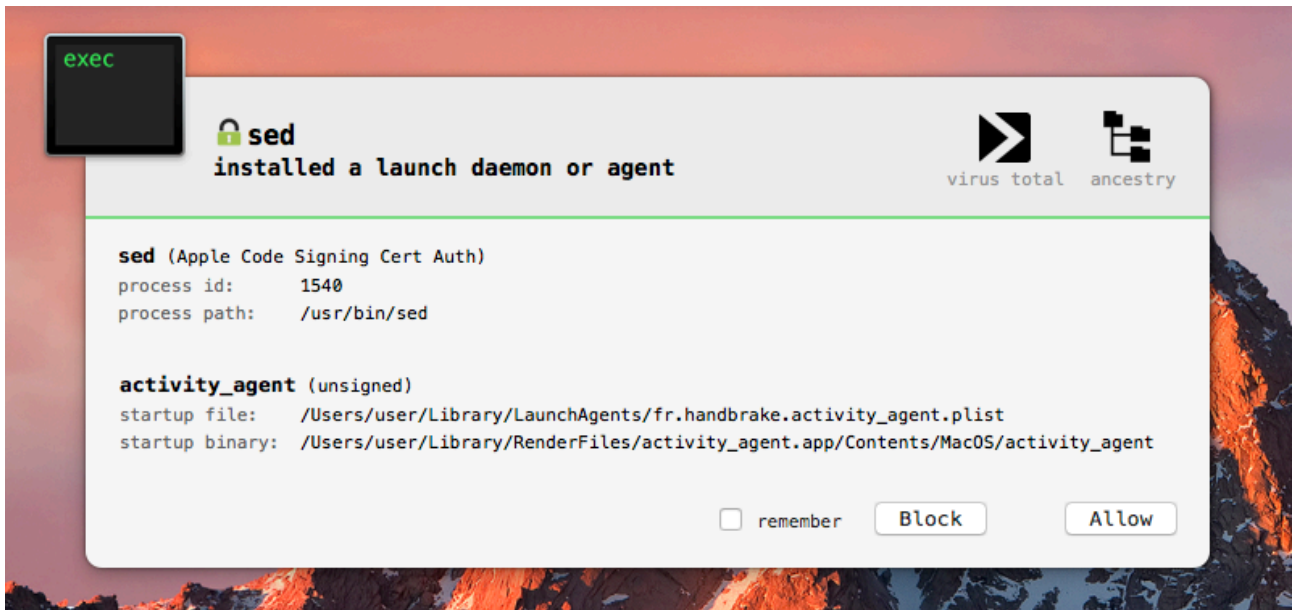 exec
sed
installed a launch daemon or agent
virus total
ancestry
sed (Apple Code Signing Cert Auth)
process id: 1540
process path: /usr/bin/sed
activity_agent (unsigned)
startup file: /Users/user/Library/LaunchAgents/fr.handbrake.activity_agent.plist
startup binary: /Users/user/Library/RenderFiles/activity_agent.app/Contents/MacOS/activity_agent
remember
Block
Allow